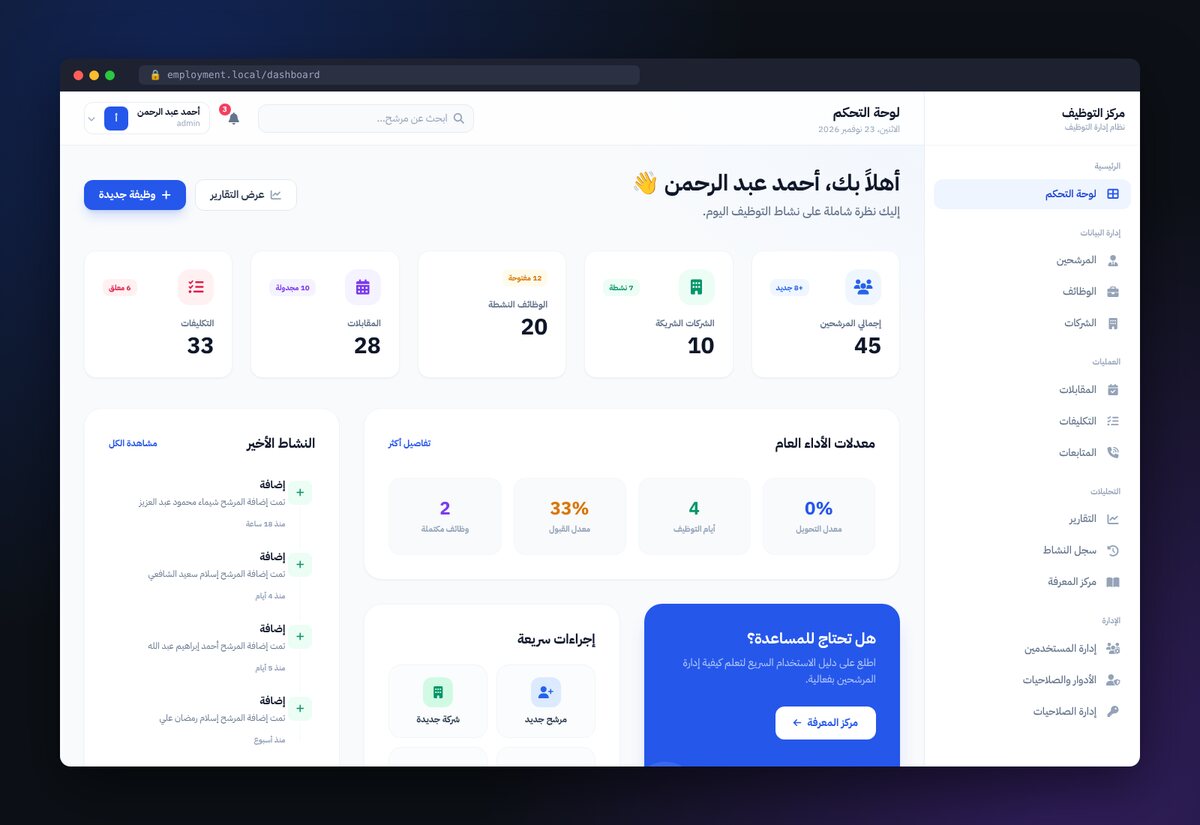 employment.local/dashboard
مركز التوظيف
نظام إدارة التوظيف
الرئيسية
لوحة التحكم
إدارة البيانات
المرشحين
الوظائف
الشركات
العمليات
المقابلات
التكليفات
المتابعات
التحليلات
التقارير
سجل النشاط
مركز المعرفة
الإدارة
إدارة المستخدمين
الأدوار والصلاحيات
إدارة الصلاحيات
لوحة التحكم
الاثنين، 23 نوفمبر 2026
ابحث عن مرشح...
3
أحمد عبد الرحمن
admin
أ
أهلاً بك، أحمد عبد الرحمن 👋
إليك نظرة شاملة على نشاط التوظيف اليوم.
عرض التقارير
+ وظيفة جديدة
+8 جديد
إجمالي المرشحين
45
7 نشطة
الشركات الشريكة
10
12 مفتوحة
الوظائف النشطة
20
10 مجدولة
المقابلات
28
6 معلق
التكليفات
33
معدلات الأداء العام
تفاصيل أكثر
0%
معدل التحويل
4
أيام التوظيف
33%
معدل القبول
2
وظائف مكتملة
هل تحتاج للمساعدة؟
اطلع على دليل الاستخدام السريع لتعلم كيفية إدارة
المرشحين بفعالية.
مركز المعرفة ←
إجراءات سريعة
مرشح جديد
شركة جديدة
النشاط الأخير
مشاهدة الكل
إضافة
تمت إضافة المرشح شيماء محمود عبد العزيز
منذ 18 ساعة
إضافة
تمت إضافة المرشح إسلام سعيد الشافعي
منذ 4 أيام
إضافة
تمت إضافة المرشح أحمد إبراهيم عبد الله
منذ 5 أيام
إضافة
تمت إضافة المرشح إسلام رمضان علي
منذ أسبوع